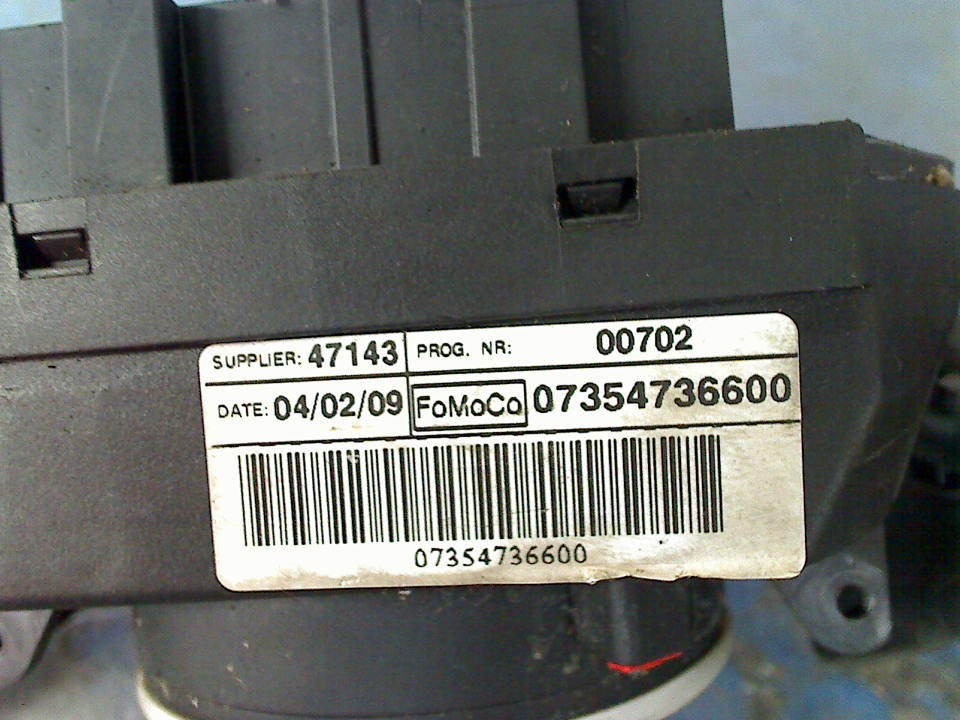 SUPPLIER: 47143 PROG. NR: 00702
DATE: 04/02/09 FoMoCo 07354736600
07354736600